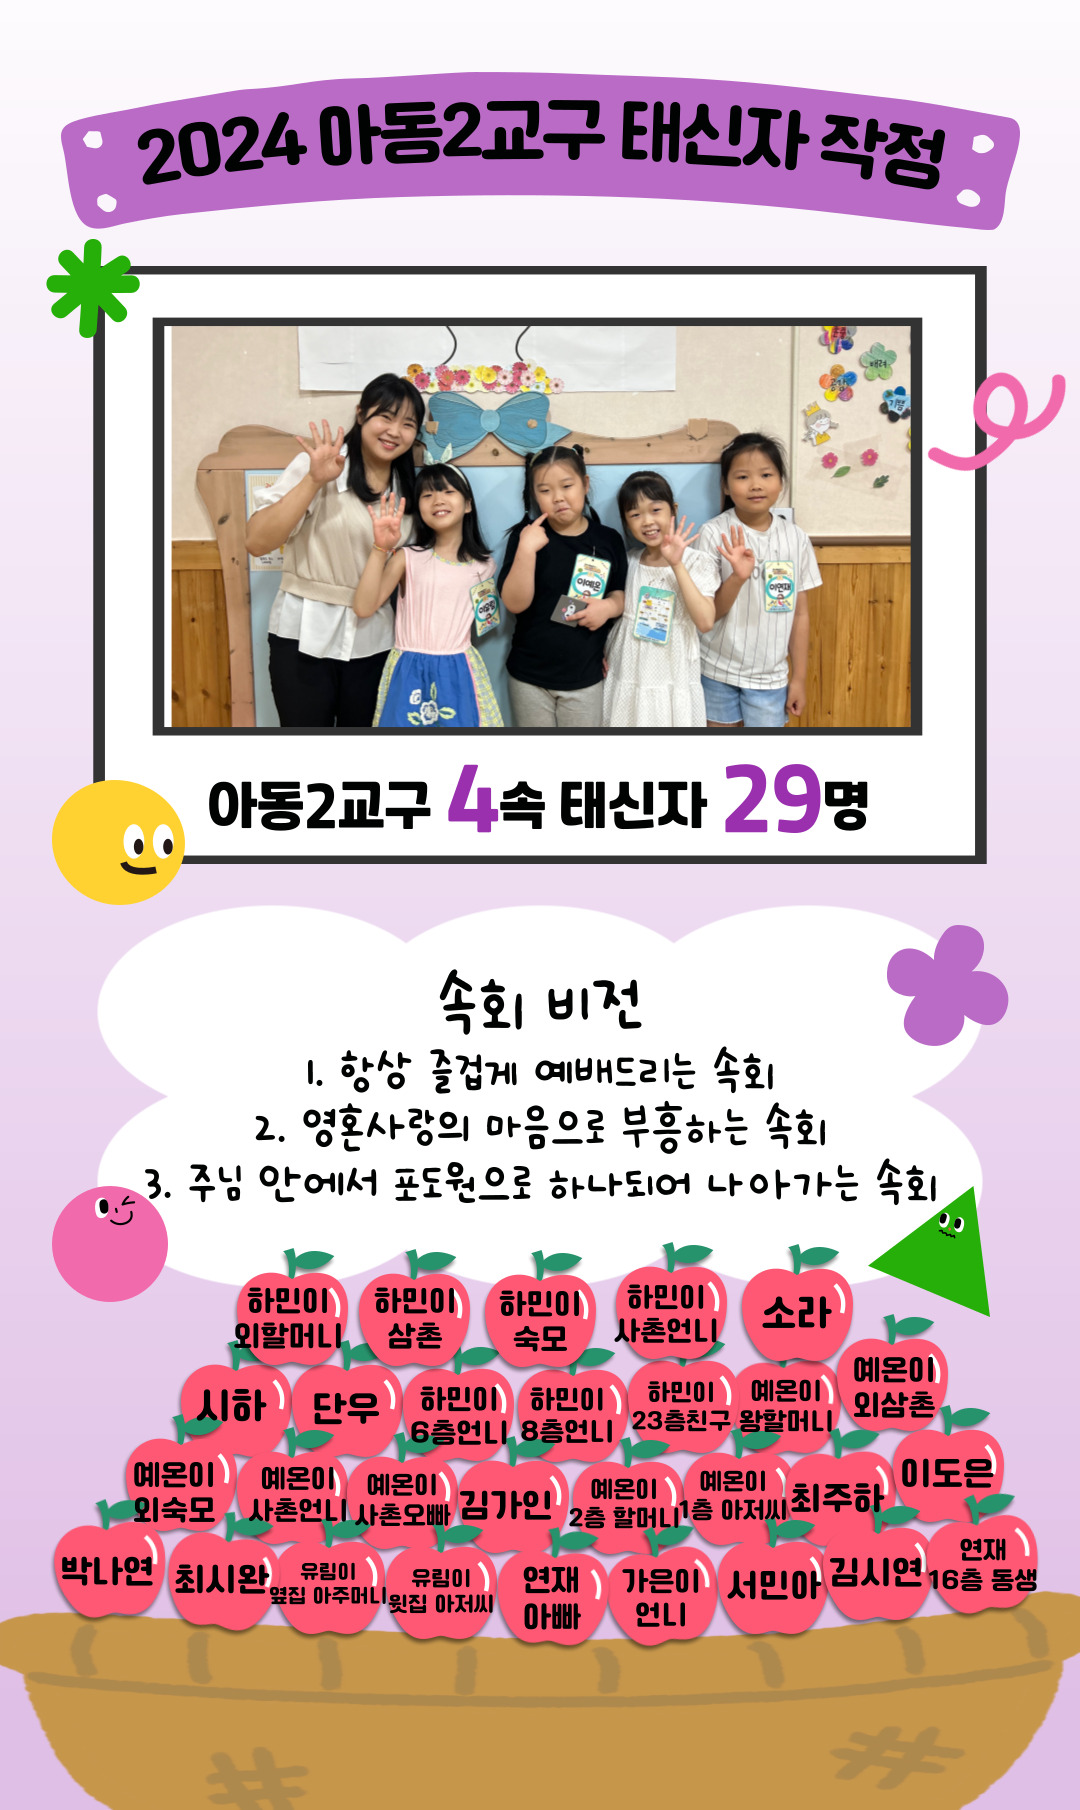 2024 아동2교구 태신자 작정
배려
공감
기쁨
이예온
이연재
아동2교구 4속 태신자 29명
속회 비전
1. 항상 즐겁게 예배드리는 속회
2. 영혼사랑의 마음으로 부흥하는 속회
3. 주님 안에서 포도원으로 하나되어 나아가는 속회
하민이
외할머니
하민이
삼촌
하민이
숙모
하민이
사촌언니
소라
시하
단우
하민이
6층언니
하민이
8층언니
하민이
23층친구
예온이
왕할머니
예온이
외삼촌
예온이
외숙모
예온이
사촌언니
예온이
사촌오빠
김가인
예온이
2층 할머니
예온이
1층 아저씨
최주하
이도은
박나연
최시완
유림이
옆집 아주머니
유림이
윗집 아저씨
연재
아빠
가은이
언니
서민아
김시연
연재
16층 동생